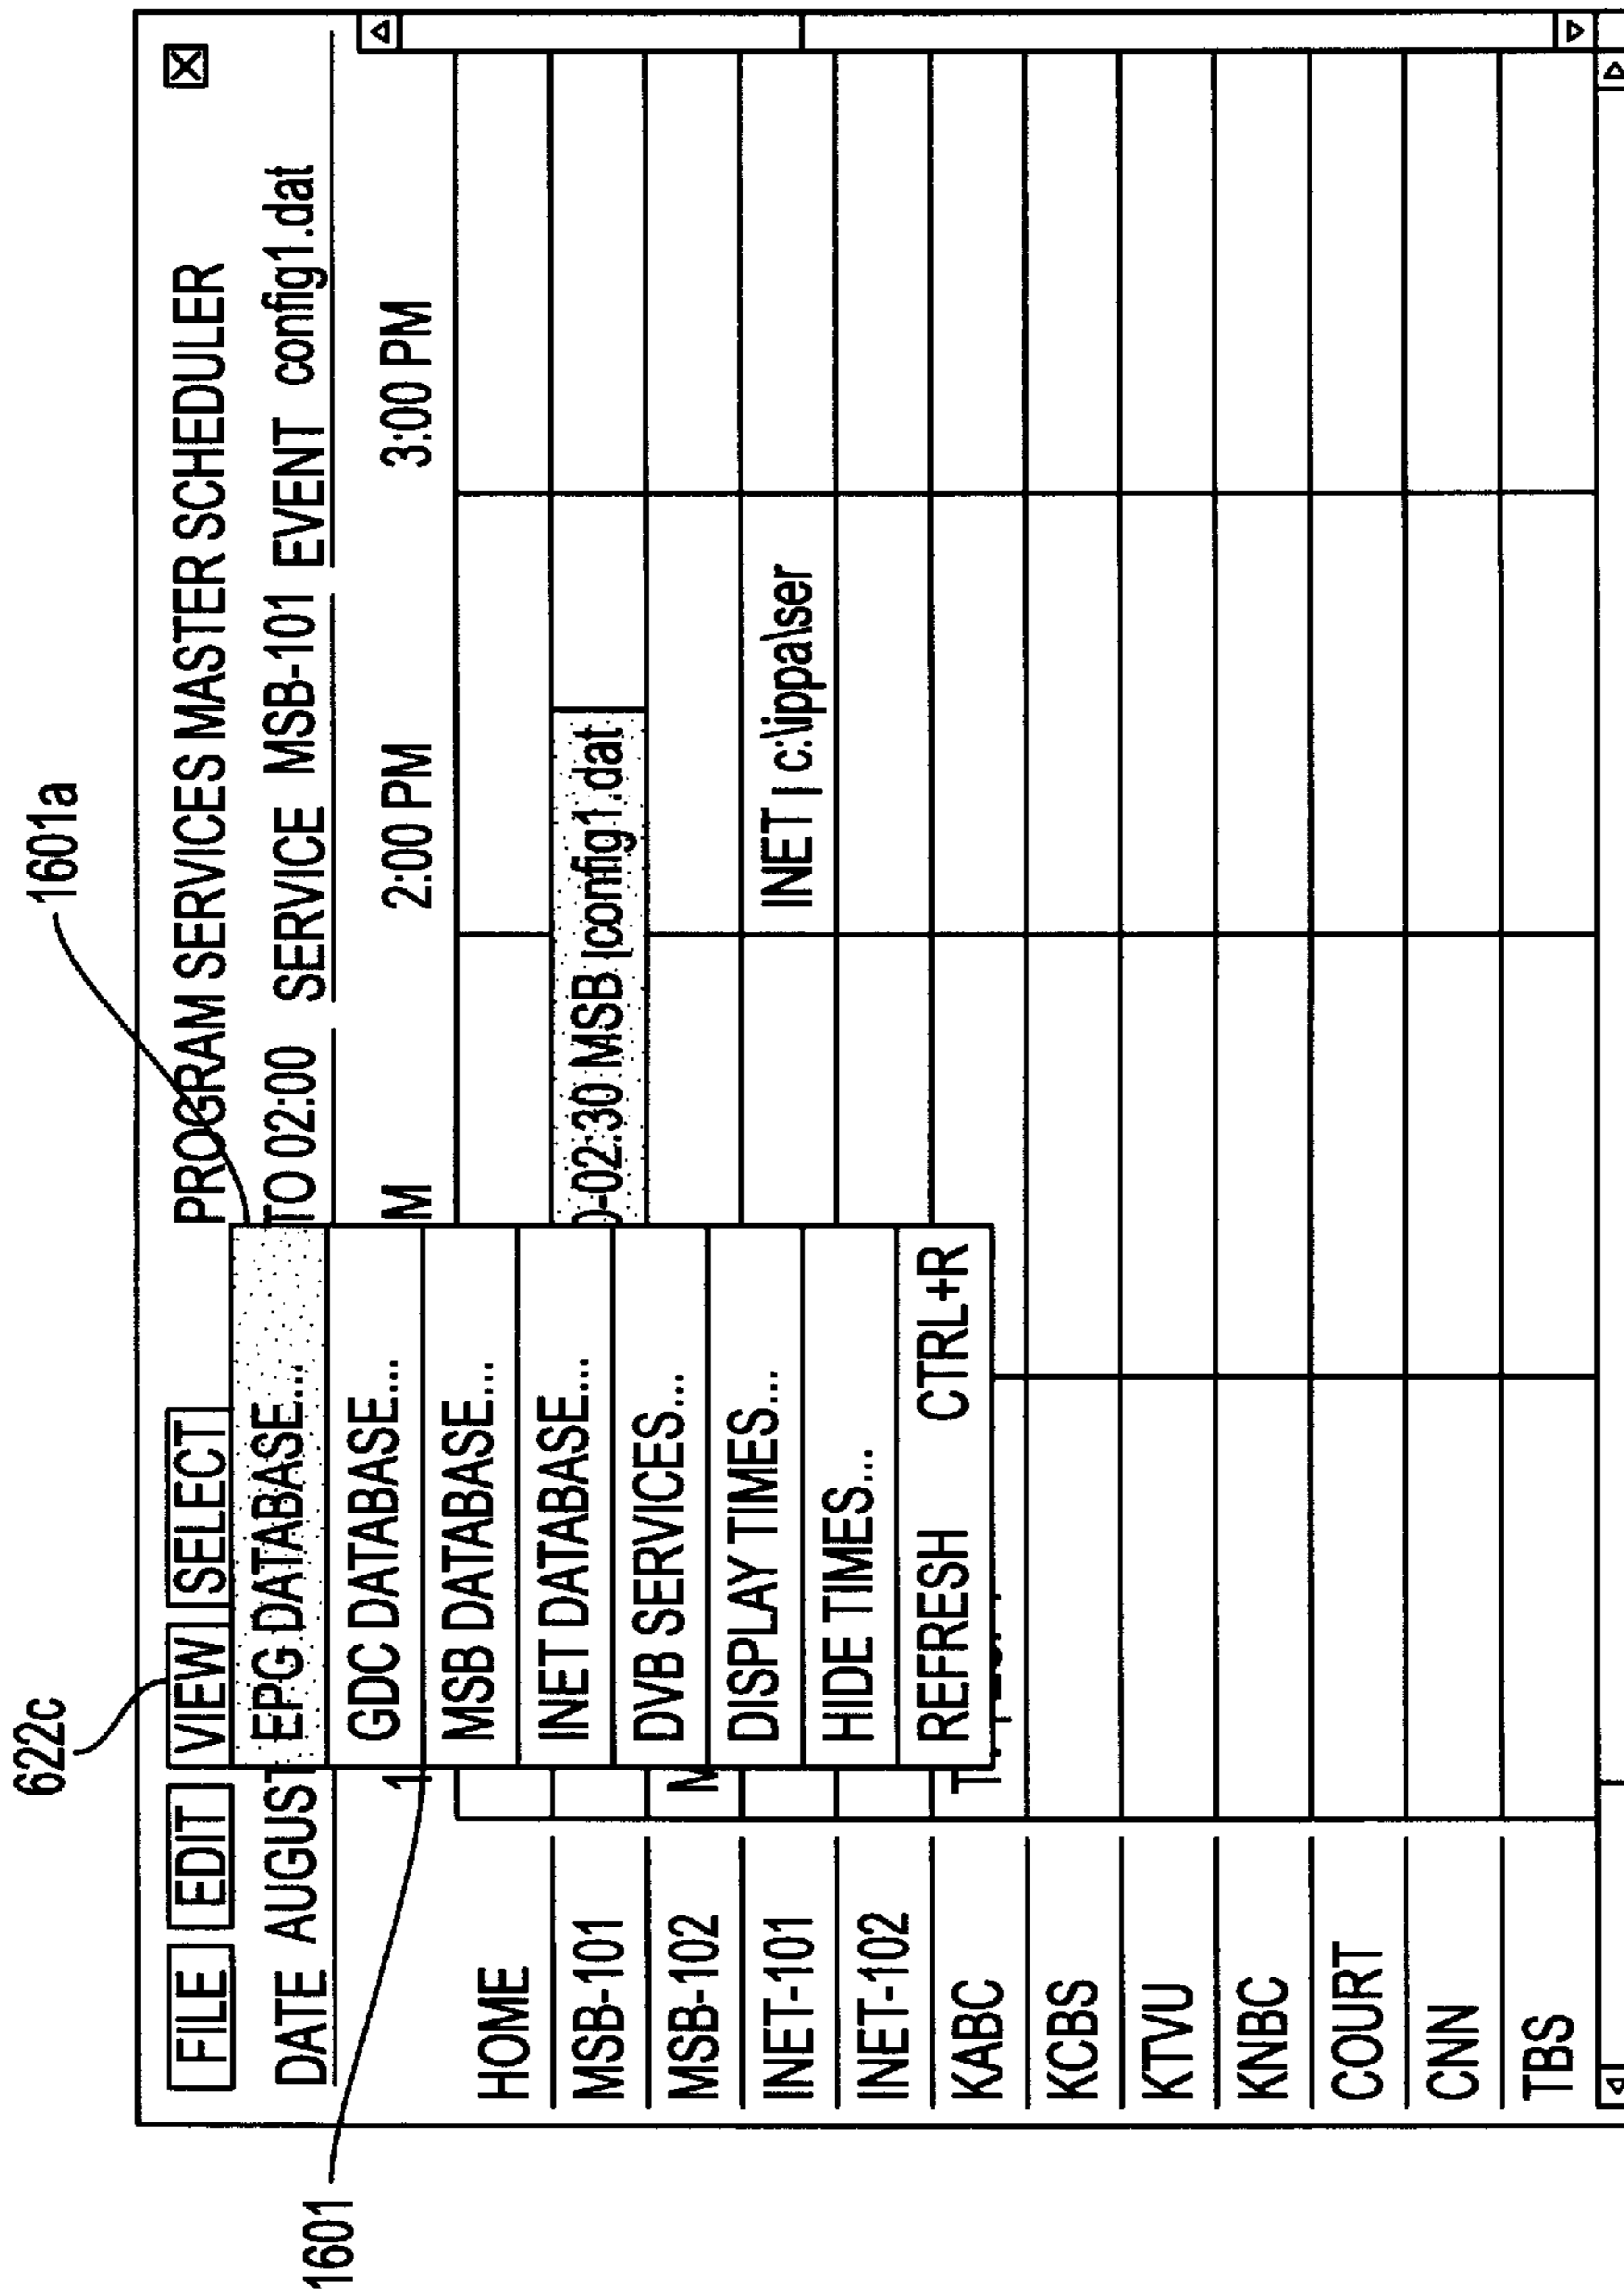 622c
1601a
1601
PROGRAM SERVICES MASTER SCHEDULER
FILE EDIT VIEW SELECT
DATE AUGUST TO 02:00 SERVICE MSB-101 EVENT config1.dat
1 M 2:00 PM 3:00 PM
EPG DATABASE...
GDC DATABASE...
MSB DATABASE...
INET DATABASE...
DVB SERVICES...
DISPLAY TIMES...
HIDE TIMES...
REFRESH CTRL+R
HOME
MSB-101 0-02:30 MSB | config1.dat
MSB-102 M
INET-101 INET | c:\ippa\ser
INET-102
KABC
KCBS
KTVU
KNBC
COURT
CNN
TBS